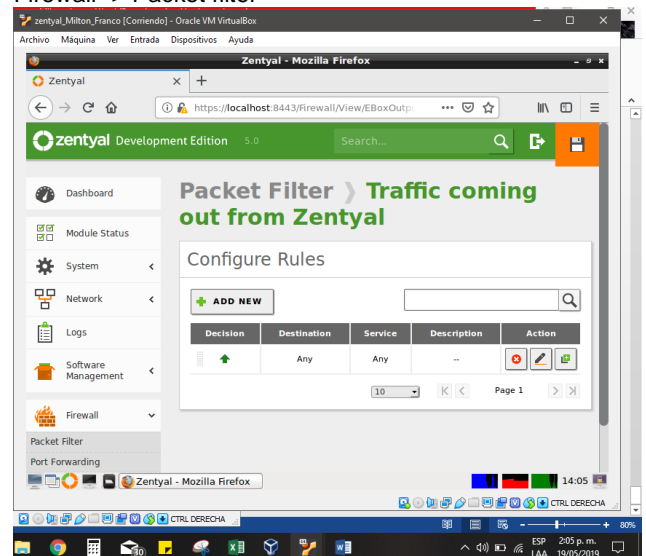 zentyal_Milton_Franco [Corriendo] - Oracle VM VirtualBox
Archivo Máquina Ver Entrada Dispositivos Ayuda
Zentyal - Mozilla Firefox
Zentyal
https://localhost:8443/Firewall/View/EBoxOutp
zentyal Development Edition 5.0
Search...
Dashboard
Module Status
System
Network
Logs
Software
Management
Firewall
Packet Filter
Port Forwarding
Packet Filter Traffic coming
out from Zentyal
Configure Rules
ADD NEW
Decision Destination Service Description Action
Any Any --
10 Page 1
Zentyal - Mozilla Firefox
14:05
CTRL DERECHA
CTRL DERECHA
80%
30
ESP 2:05 p. m.
LAA 19/05/2019